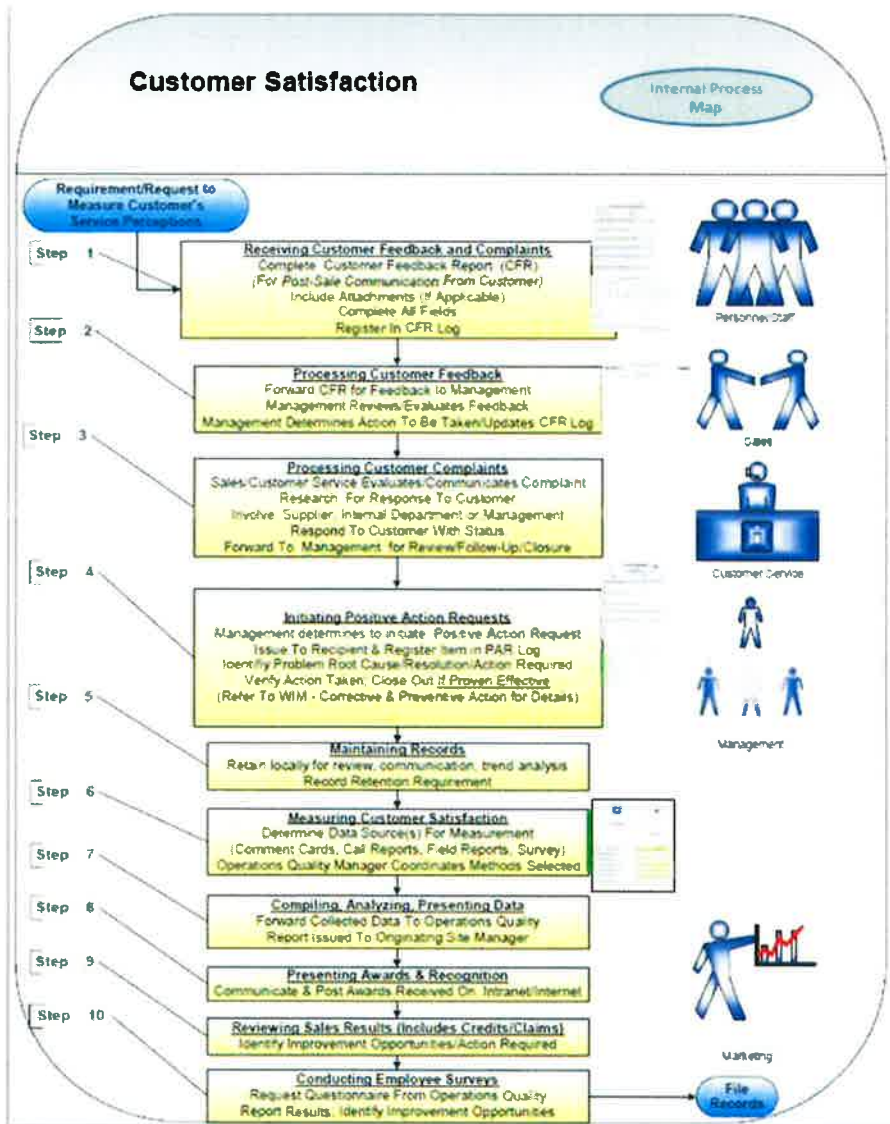 Customer Satisfaction
Internal Process
Map
Requirement/Request to
Measure Customer's
Service Perceptions
Step 1
Receiving Customer Feedback and Complaints
Complete Customer Feedback Report (CFR)
(For Post-Sale Communication From Customer)
Include Attachments (If Applicable)
Complete All Fields
Register In CFR Log
Personnel/Staff
Step 2
Processing Customer Feedback
Forward CFR for Feedback to Management
Management Reviews/Evaluates Feedback
Management Determines Action To Be Taken/Updates CFR Log
Sales
Step 3
Processing Customer Complaints
Sales/Customer Service Evaluates/Communicates Complaint
Research For Response To Customer
Involve Supplier, Internal Department or Management
Respond To Customer With Status
Forward To Management for Review/Follow-Up/Closure
Customer Service
Step 4
Initiating Positive Action Requests
Management determines to initiate Positive Action Request
Issue To Recipient & Register Item in PAR Log
Identify Problem Root Cause/Resolution/Action Required
Verify Action Taken; Close Out If Proven Effective
(Refer To WIM - Corrective & Preventive Action for Details)
Management
Step 5
Maintaining Records
Retain locally for review, communication, trend analysis
Record Retention Requirement
Step 6
Measuring Customer Satisfaction
Determine Data Source(s) For Measurement
(Comment Cards, Call Reports, Field Reports, Survey)
Operations Quality Manager Coordinates Methods Selected
Step 7
Compiling, Analyzing, Presenting Data
Forward Collected Data To Operations Quality
Report Issued To Originating Site Manager
Step 8
Presenting Awards & Recognition
Communicate & Post Awards Received On Intranet/Internet
Step 9
Reviewing Sales Results (Includes Credits/Claims)
Identify Improvement Opportunities/Action Required
Marketing
Step 10
Conducting Employee Surveys
Request Questionnaire From Operations Quality
Report Results; Identify Improvement Opportunities
File
Records